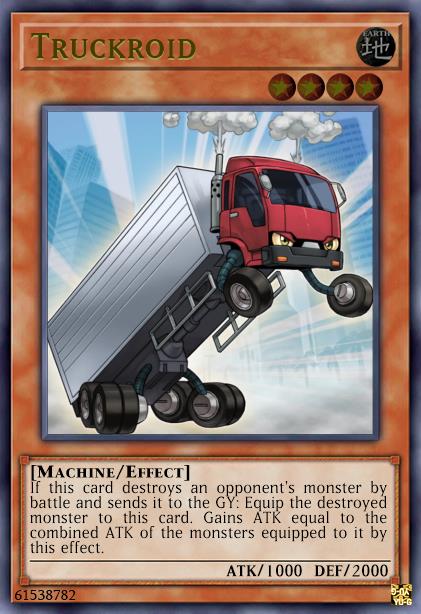 Truckroid
EARTH
地
[Machine/Effect]
If this card destroys an opponent's monster by
battle and sends it to the GY: Equip the destroyed
monster to this card. Gains ATK equal to the
combined ATK of the monsters equipped to it by
this effect.
ATK/1000 DEF/2000
61538782